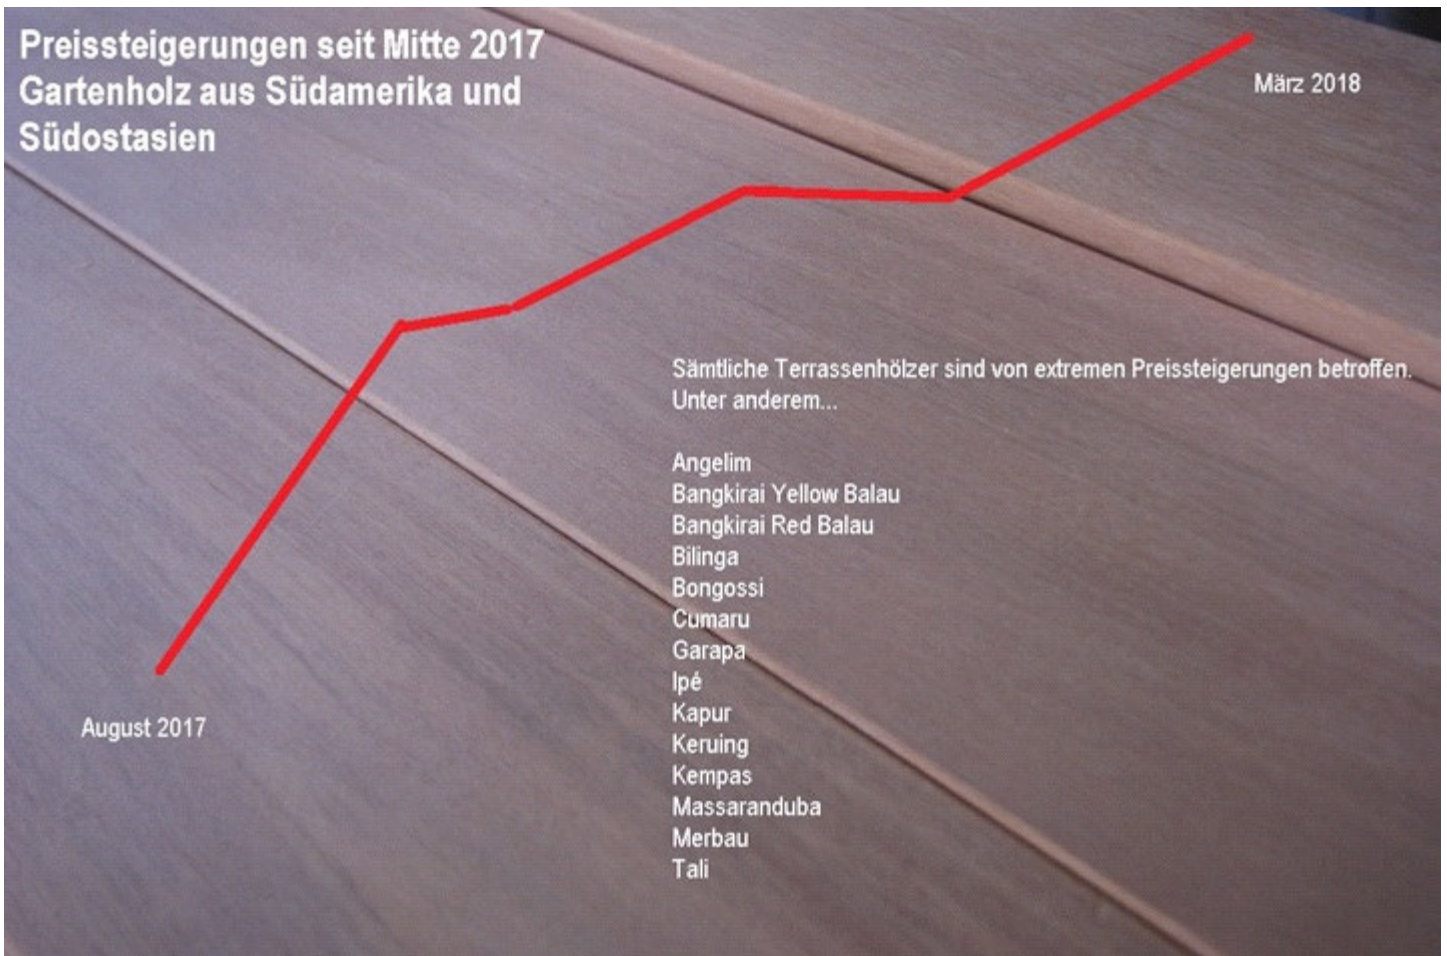 Preissteigerungen seit Mitte 2017
Gartenholz aus Südamerika und
Südostasien
März 2018
Sämtliche Terrassenhölzer sind von extremen Preissteigerungen betroffen.
Unter anderem...
Angelim
Bangkirai Yellow Balau
Bangkirai Red Balau
Bilinga
Bongossi
Cumaru
Garapa
Ipé
Kapur
Keruing
Kempas
Massaranduba
Merbau
Tali
August 2017